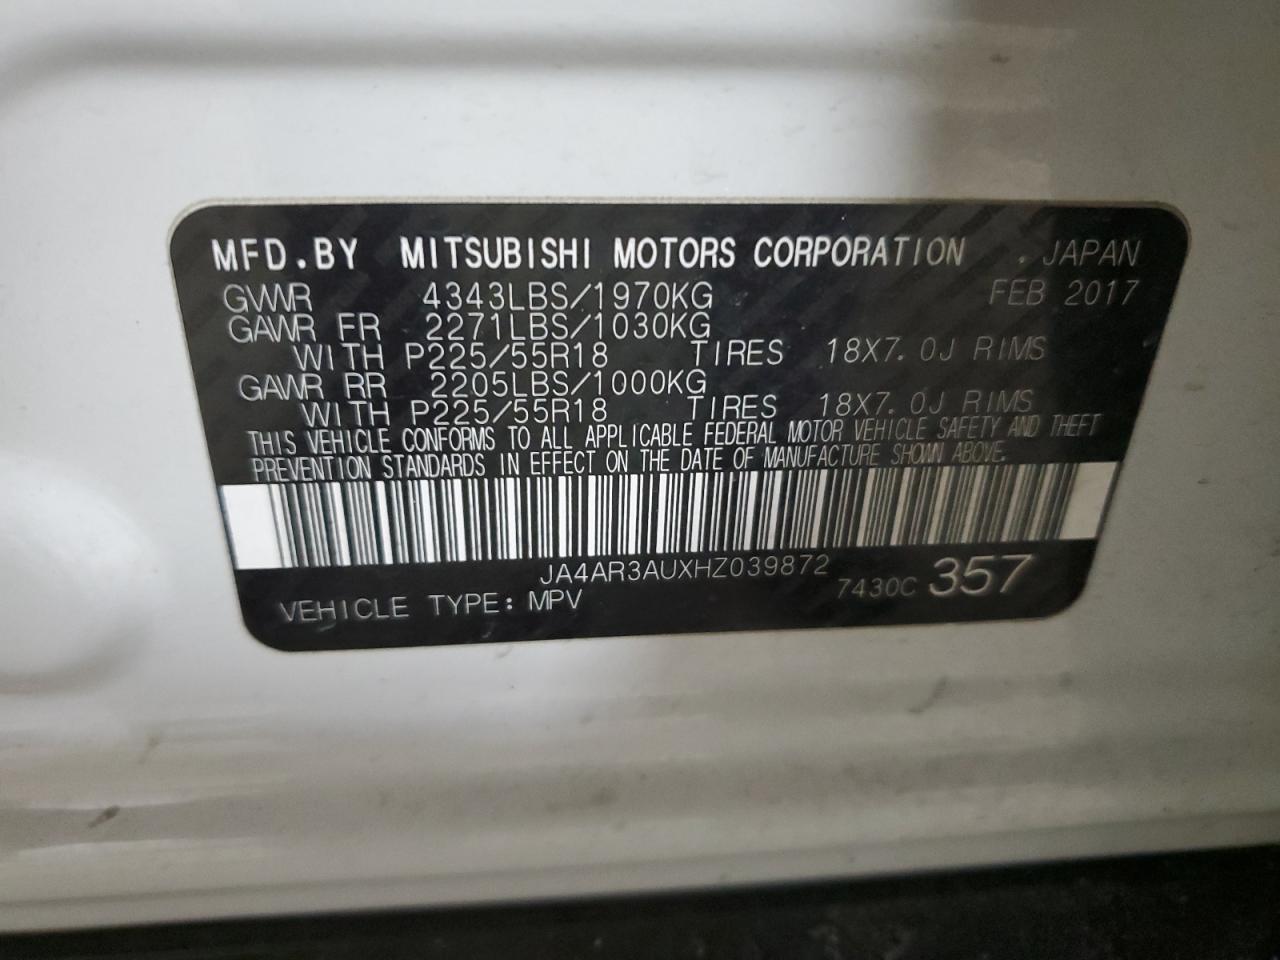 MFD.BY MITSUBISHI MOTORS CORPORATION . JAPAN
GVWR 4343LBS/1970KG FEB 2017
GAWR FR 2271LBS/1030KG
WITH P225/55R18 TIRES 18X7.0J RIMS
GAWR RR 2205LBS/1000KG
WITH P225/55R18 TIRES 18X7.0J RIMS
THIS VEHICLE CONFORMS TO ALL APPLICABLE FEDERAL MOTOR VEHICLE SAFETY AND THEFT
PREVENTION STANDARDS IN EFFECT ON THE DATE OF MANUFACTURE SHOWN ABOVE.
JA4AR3AUXHZ039872
VEHICLE TYPE: MPV 7430C 357